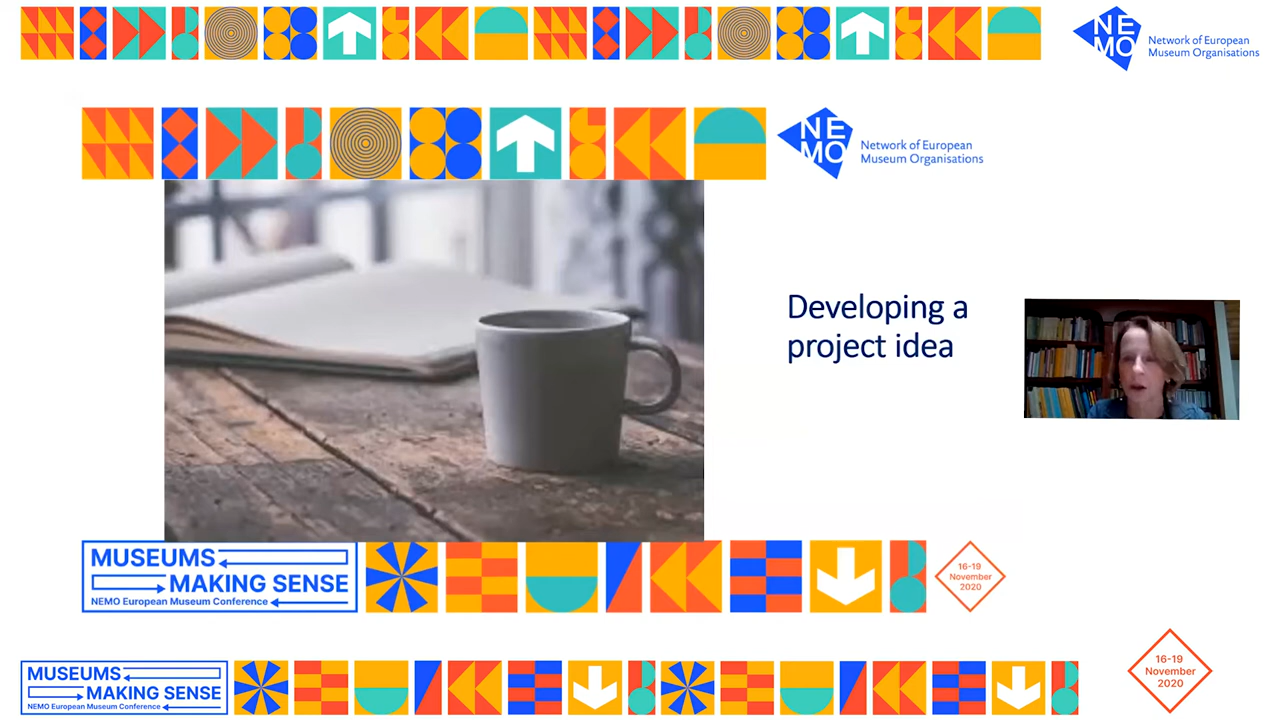 NE
MO
Network of European
Museum Organisations
NE
MO
Network of European
Museum Organisations
Developing a
project idea
MUSEUMS
MAKING SENSE
NEMO European Museum Conference
16-19
November
2020
MUSEUMS
MAKING SENSE
NEMO European Museum Conference
16-19
November
2020